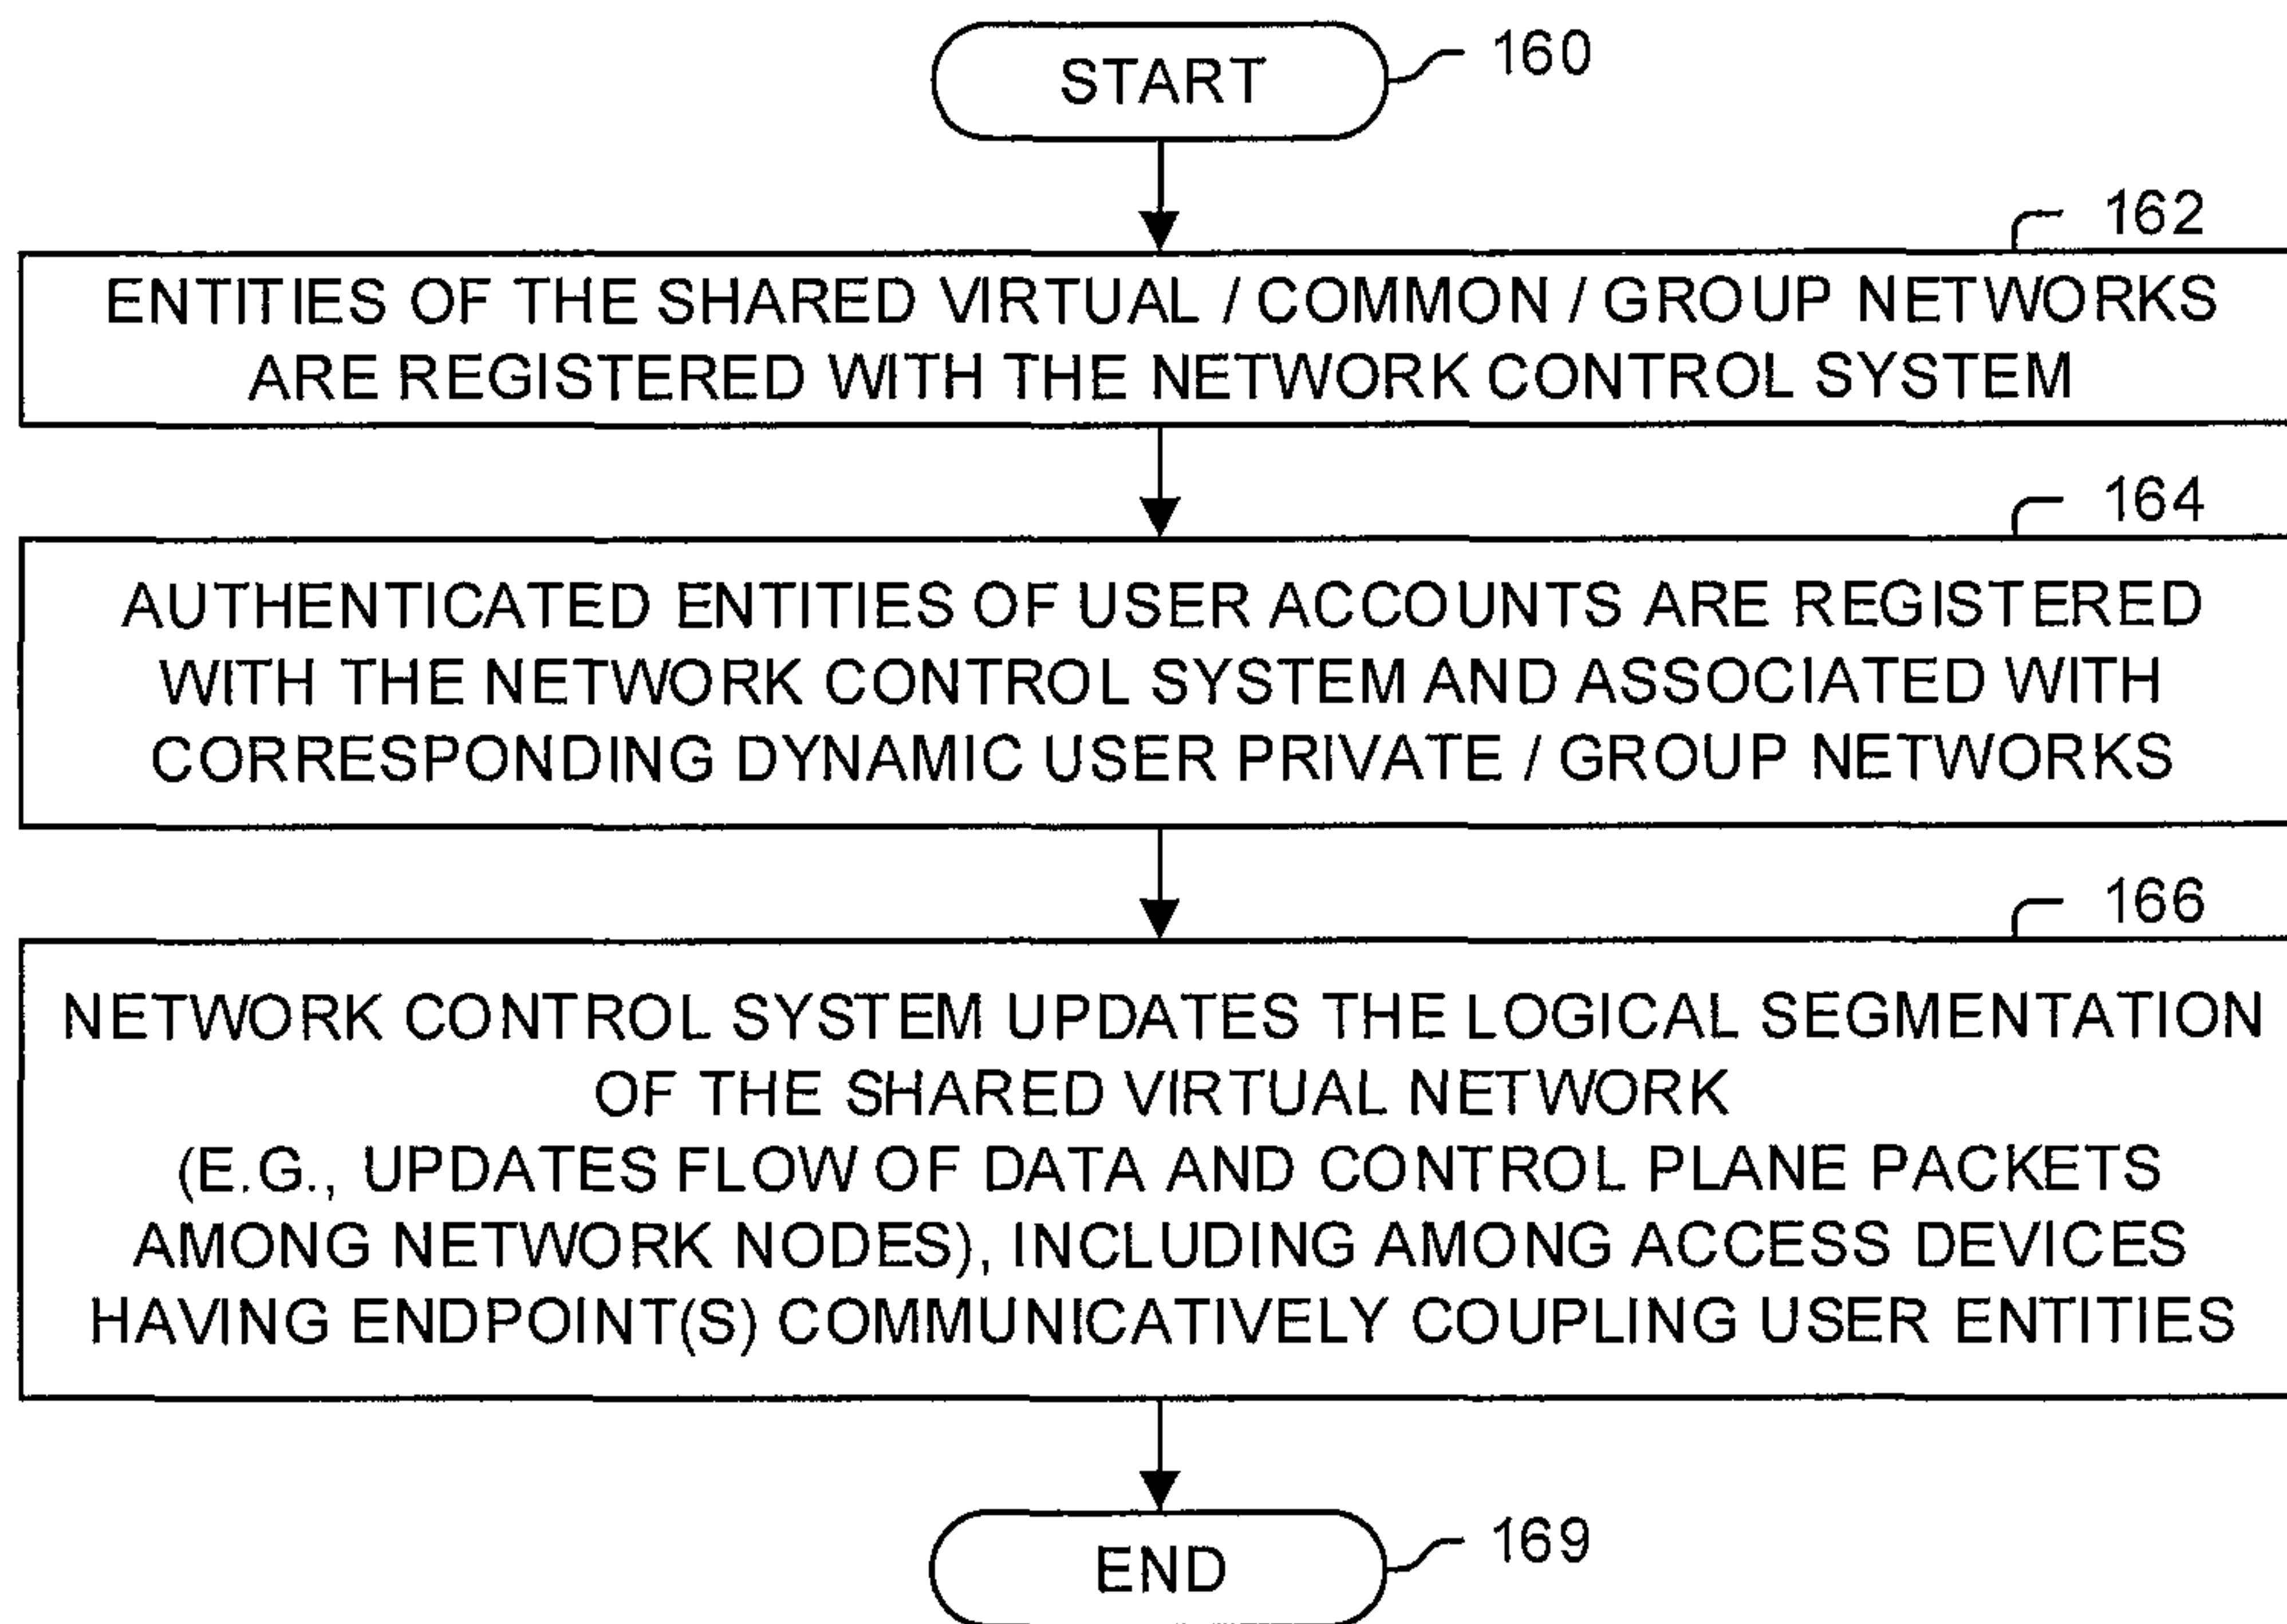 START
160
162
ENTITIES OF THE SHARED VIRTUAL / COMMON / GROUP NETWORKS
ARE REGISTERED WITH THE NETWORK CONTROL SYSTEM
164
AUTHENTICATED ENTITIES OF USER ACCOUNTS ARE REGISTERED
WITH THE NETWORK CONTROL SYSTEM AND ASSOCIATED WITH
CORRESPONDING DYNAMIC USER PRIVATE / GROUP NETWORKS
166
NETWORK CONTROL SYSTEM UPDATES THE LOGICAL SEGMENTATION
OF THE SHARED VIRTUAL NETWORK
(E.G., UPDATES FLOW OF DATA AND CONTROL PLANE PACKETS
AMONG NETWORK NODES), INCLUDING AMONG ACCESS DEVICES
HAVING ENDPOINT(S) COMMUNICATIVELY COUPLING USER ENTITIES
END
169